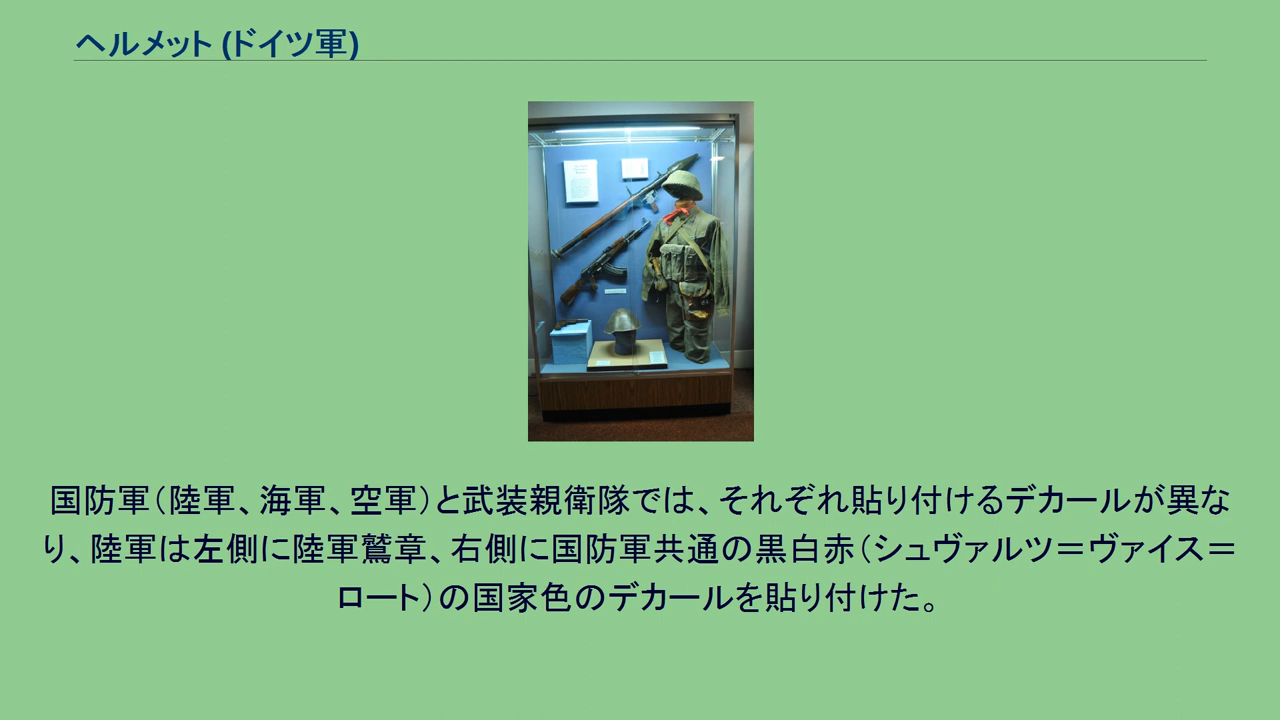 ヘルメット (ドイツ軍)
国防軍（陸軍、海軍、空軍）と武装親衛隊では、それぞれ貼り付けるデカールが異な
り、陸軍は左側に陸軍鷲章、右側に国防軍共通の黒白赤（シュヴァルツ＝ヴァイス＝
ロート）の国家色のデカールを貼り付けた。